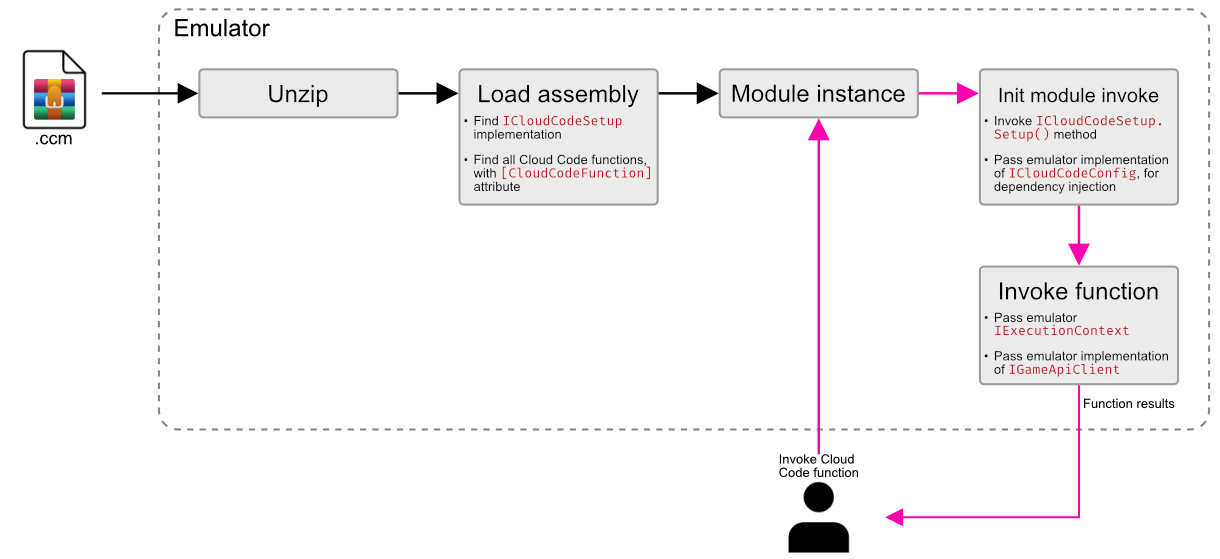 Emulator
.ccm
Unzip
Load assembly
• Find ICloudCodeSetup
implementation
• Find all Cloud Code functions,
with [CloudCodeFunction]
attribute
Module instance
Init module invoke
• Invoke ICloudCodeSetup.
Setup() method
• Pass emulator implementation
of ICloudCodeConfig, for
dependency injection
Invoke function
• Pass emulator
IExecutionContext
• Pass emulator implementation
of IGameApiClient
Function results
Invoke Cloud
Code function